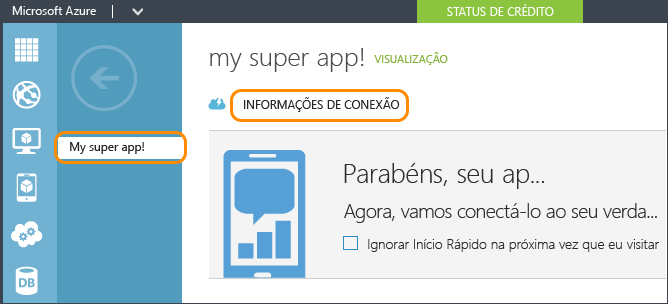 Microsoft Azure
STATUS DE CRÉDITO
my super app! VISUALIZAÇÃO
INFORMAÇÕES DE CONEXÃO
My super app!
Parabéns, seu ap...
Agora, vamos conectá-lo ao seu verda...
Ignorar Início Rápido na próxima vez que eu visitar
DB